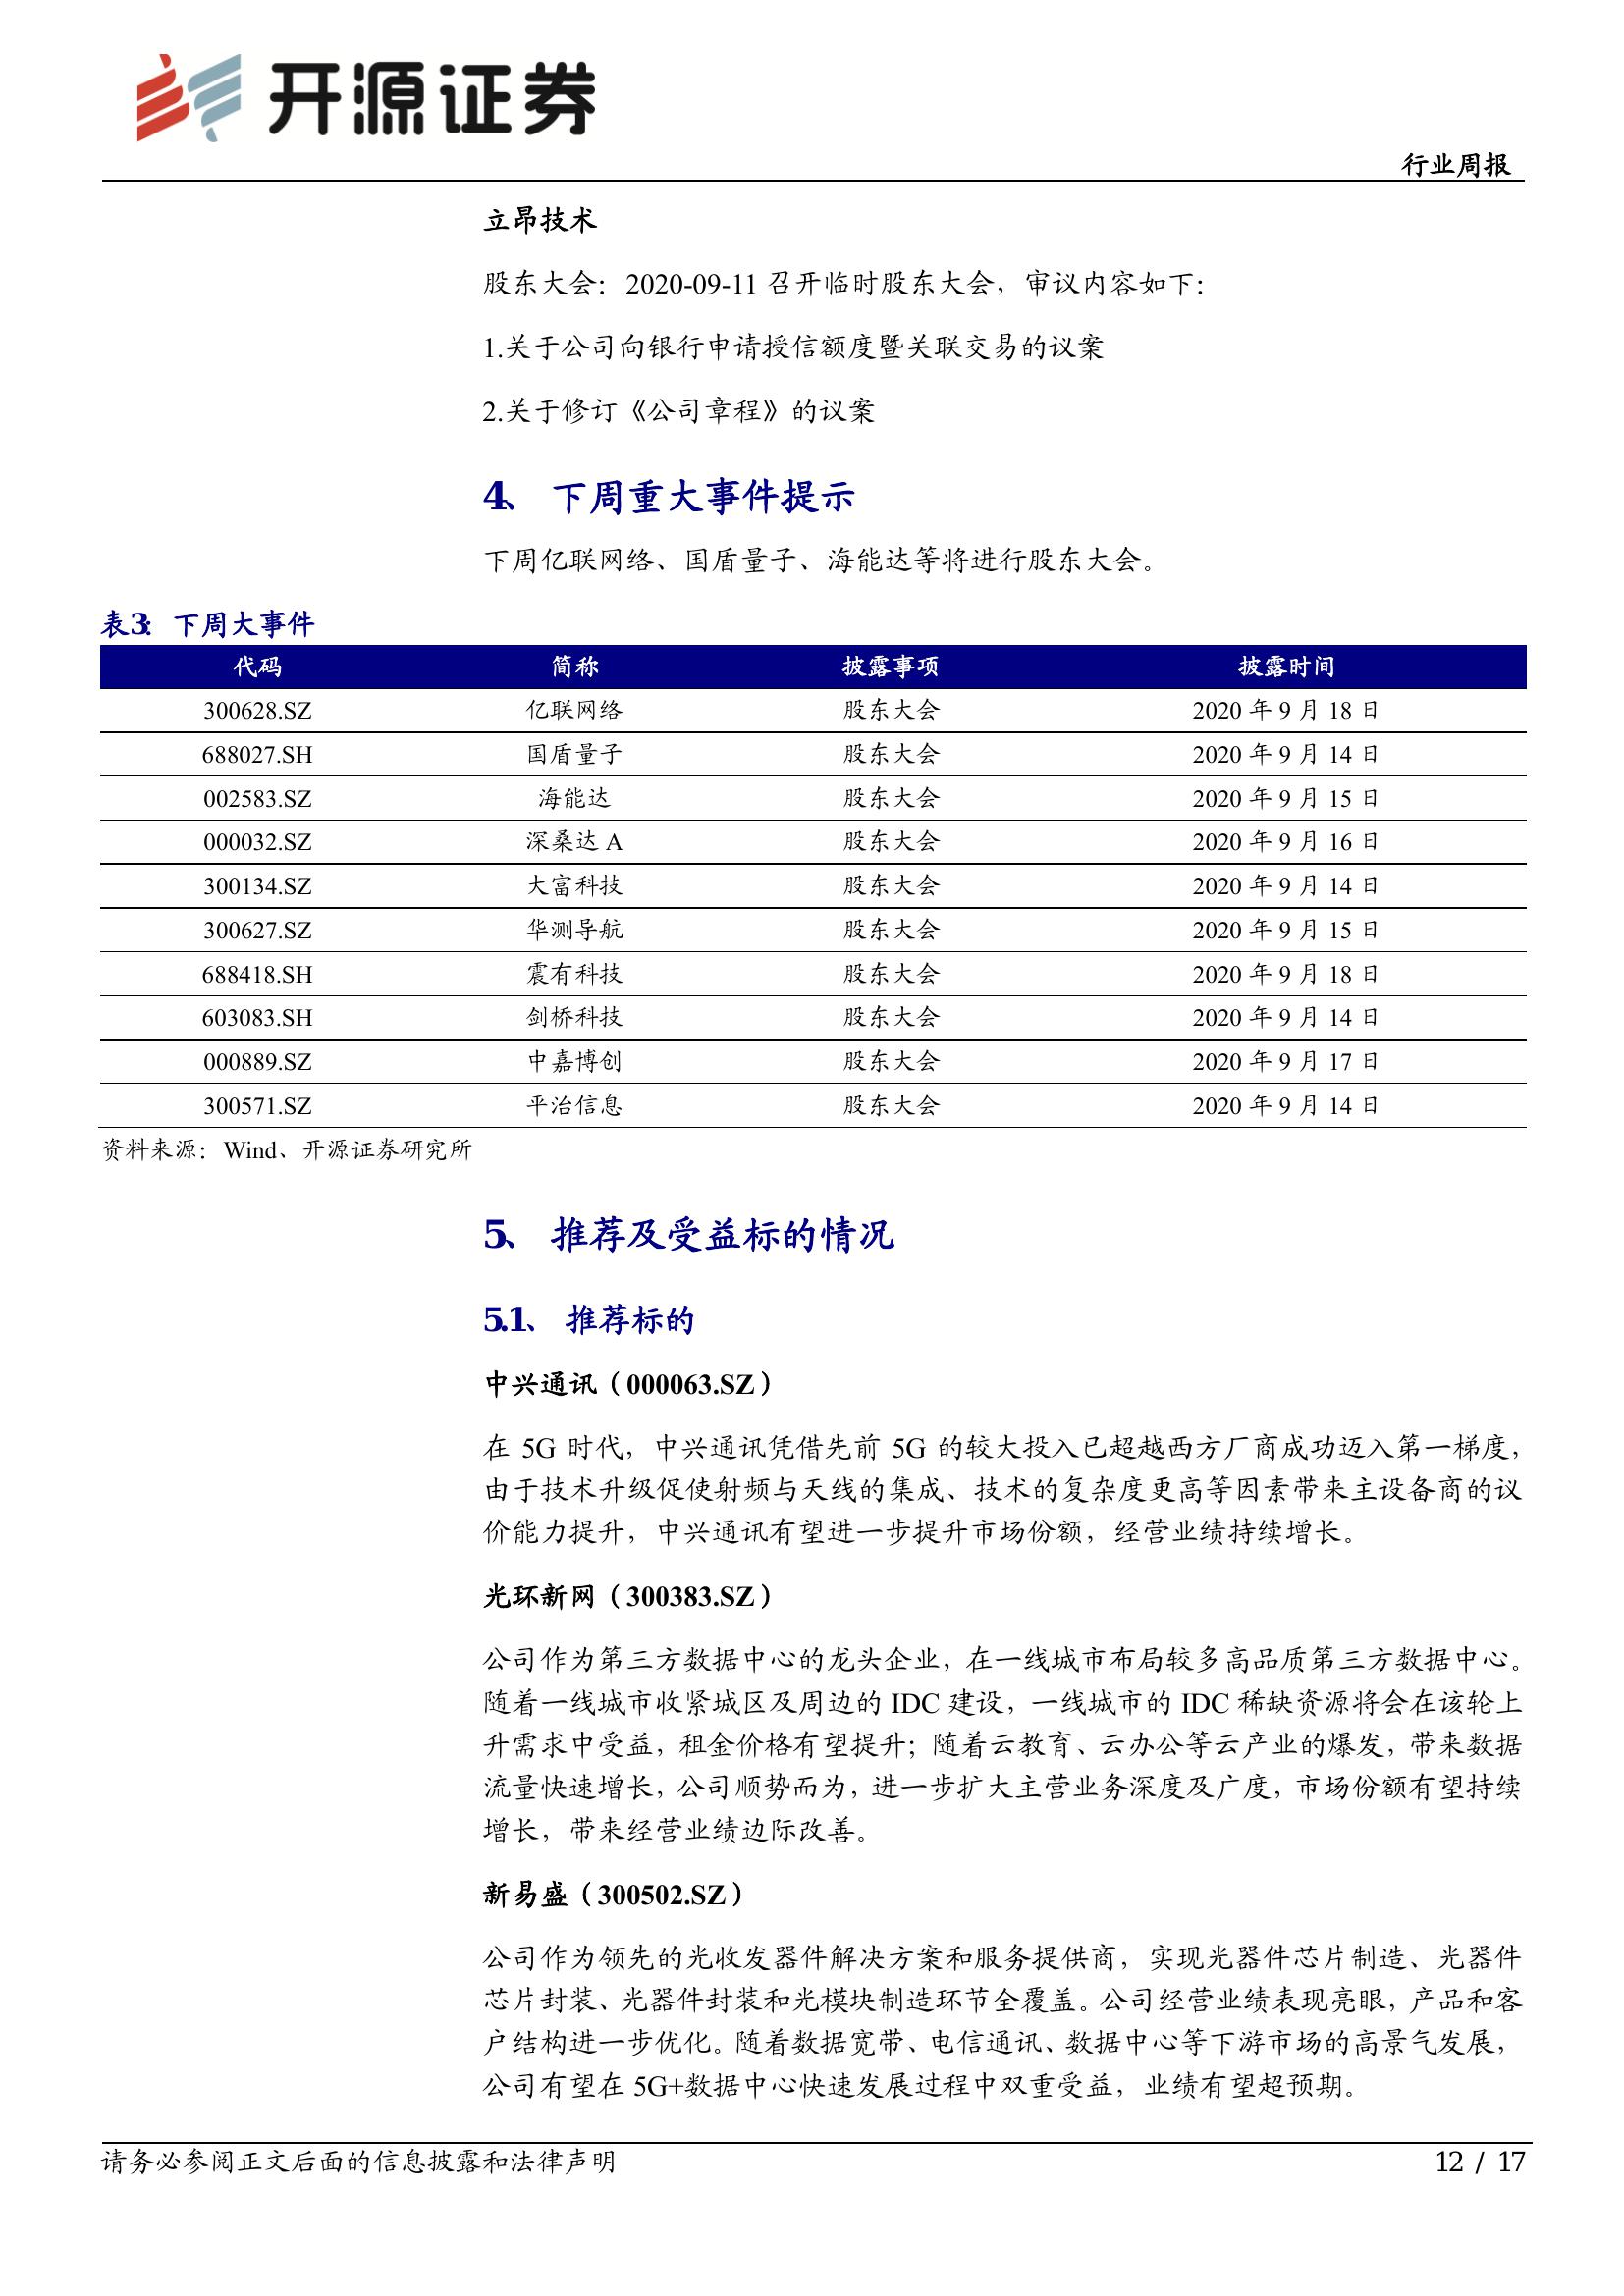 开源证券
行业周报
立昂技术
股东大会：2020-09-11 召开临时股东大会，审议内容如下：
1.关于公司向银行申请授信额度暨关联交易的议案
2.关于修订《公司章程》的议案
4、 下周重大事件提示
下周亿联网络、国盾量子、海能达等将进行股东大会。
表3： 下周大事件
代码 简称 披露事项 披露时间
300628.SZ 亿联网络 股东大会 2020 年 9 月 18 日
688027.SH 国盾量子 股东大会 2020 年 9 月 14 日
002583.SZ 海能达 股东大会 2020 年 9 月 15 日
000032.SZ 深桑达 A 股东大会 2020 年 9 月 16 日
300134.SZ 大富科技 股东大会 2020 年 9 月 14 日
300627.SZ 华测导航 股东大会 2020 年 9 月 15 日
688418.SH 震有科技 股东大会 2020 年 9 月 18 日
603083.SH 剑桥科技 股东大会 2020 年 9 月 14 日
000889.SZ 中嘉博创 股东大会 2020 年 9 月 17 日
300571.SZ 平治信息 股东大会 2020 年 9 月 14 日
资料来源：Wind、开源证券研究所
5、 推荐及受益标的情况
5.1、 推荐标的
中兴通讯（000063.SZ）
在 5G 时代，中兴通讯凭借先前 5G 的较大投入已超越西方厂商成功迈入第一梯度，
由于技术升级促使射频与天线的集成、技术的复杂度更高等因素带来主设备商的议
价能力提升，中兴通讯有望进一步提升市场份额，经营业绩持续增长。
光环新网（300383.SZ）
公司作为第三方数据中心的龙头企业，在一线城市布局较多高品质第三方数据中心。
随着一线城市收紧城区及周边的 IDC 建设，一线城市的 IDC 稀缺资源将会在该轮上
升需求中受益，租金价格有望提升；随着云教育、云办公等云产业的爆发，带来数据
流量快速增长，公司顺势而为，进一步扩大主营业务深度及广度，市场份额有望持续
增长，带来经营业绩边际改善。
新易盛（300502.SZ）
公司作为领先的光收发器件解决方案和服务提供商，实现光器件芯片制造、光器件
芯片封装、光器件封装和光模块制造环节全覆盖。公司经营业绩表现亮眼，产品和客
户结构进一步优化。随着数据宽带、电信通讯、数据中心等下游市场的高景气发展，
公司有望在 5G+数据中心快速发展过程中双重受益，业绩有望超预期。
请务必参阅正文后面的信息披露和法律声明 12 / 17